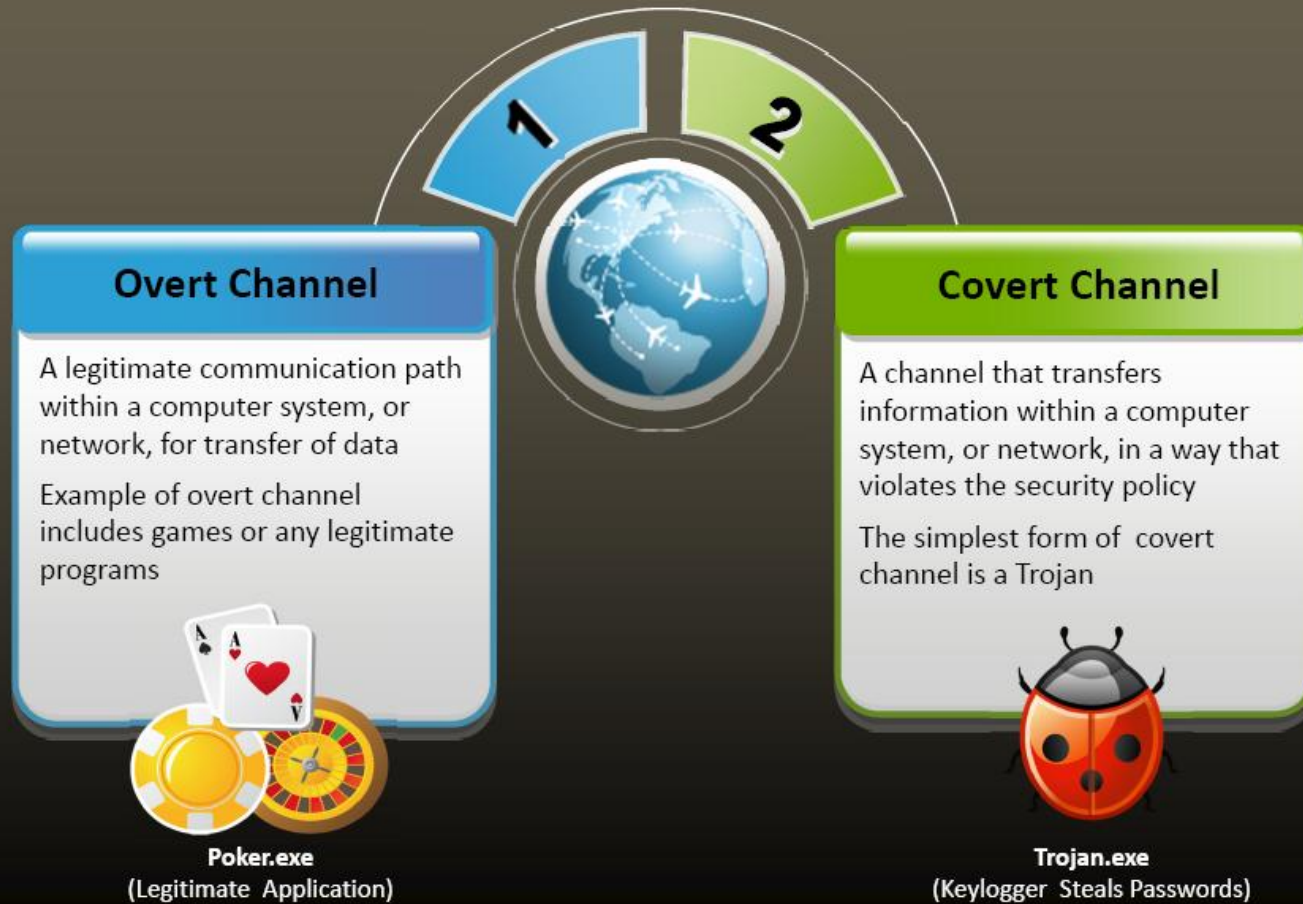 1
2
Overt Channel
A legitimate communication path
within a computer system, or
network, for transfer of data
Example of overt channel
includes games or any legitimate
programs
A
A
A
Poker.exe
(Legitimate Application)
Covert Channel
A channel that transfers
information within a computer
system, or network, in a way that
violates the security policy
The simplest form of covert
channel is a Trojan
Trojan.exe
(Keylogger Steals Passwords)